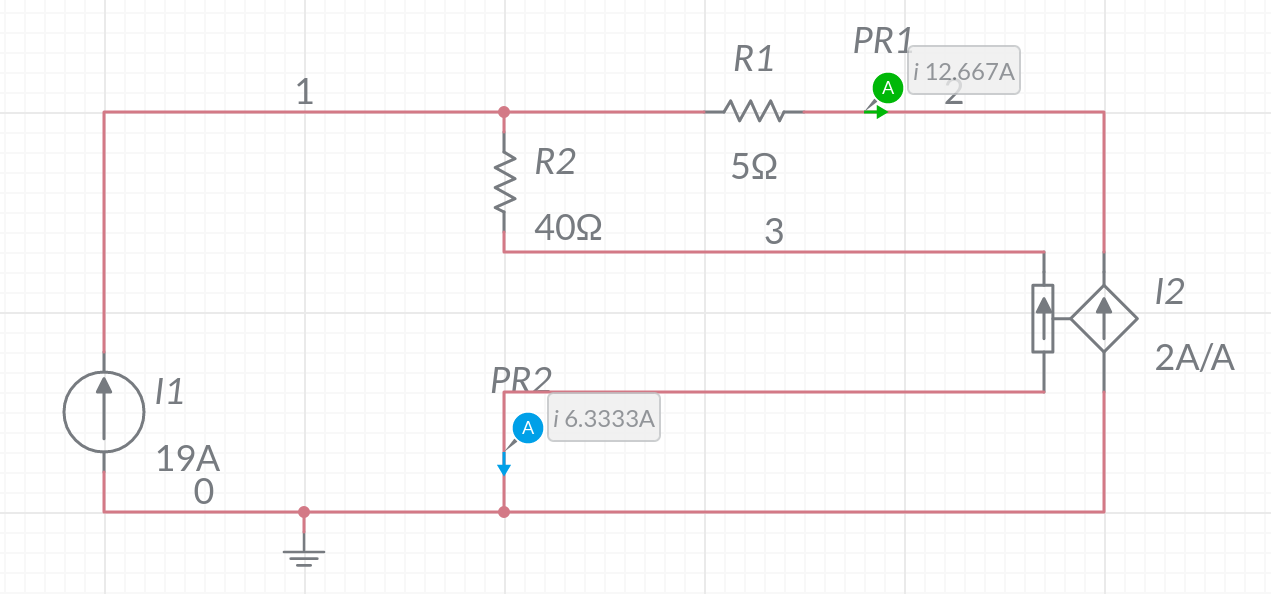 PR1
R1
i 12.667A
A
2
1
R2
5Ω
40Ω
3
I2
2A/A
PR2
I1
i 6.3333A
A
19A
0